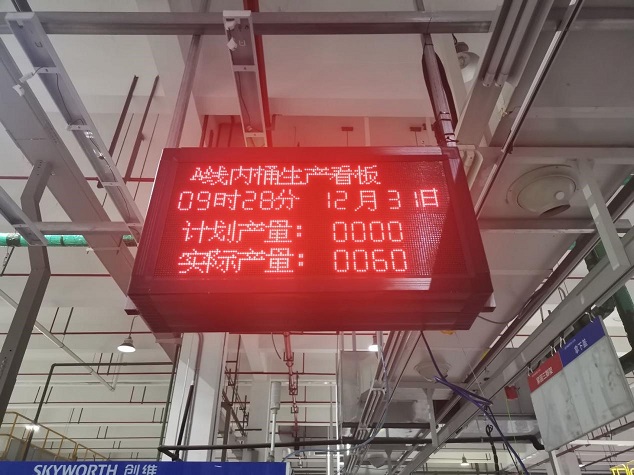 A线内桶生产看板
09时28分 12月31日
计划产量： 0000
实际产量： 0060
SKYWORTH 创维